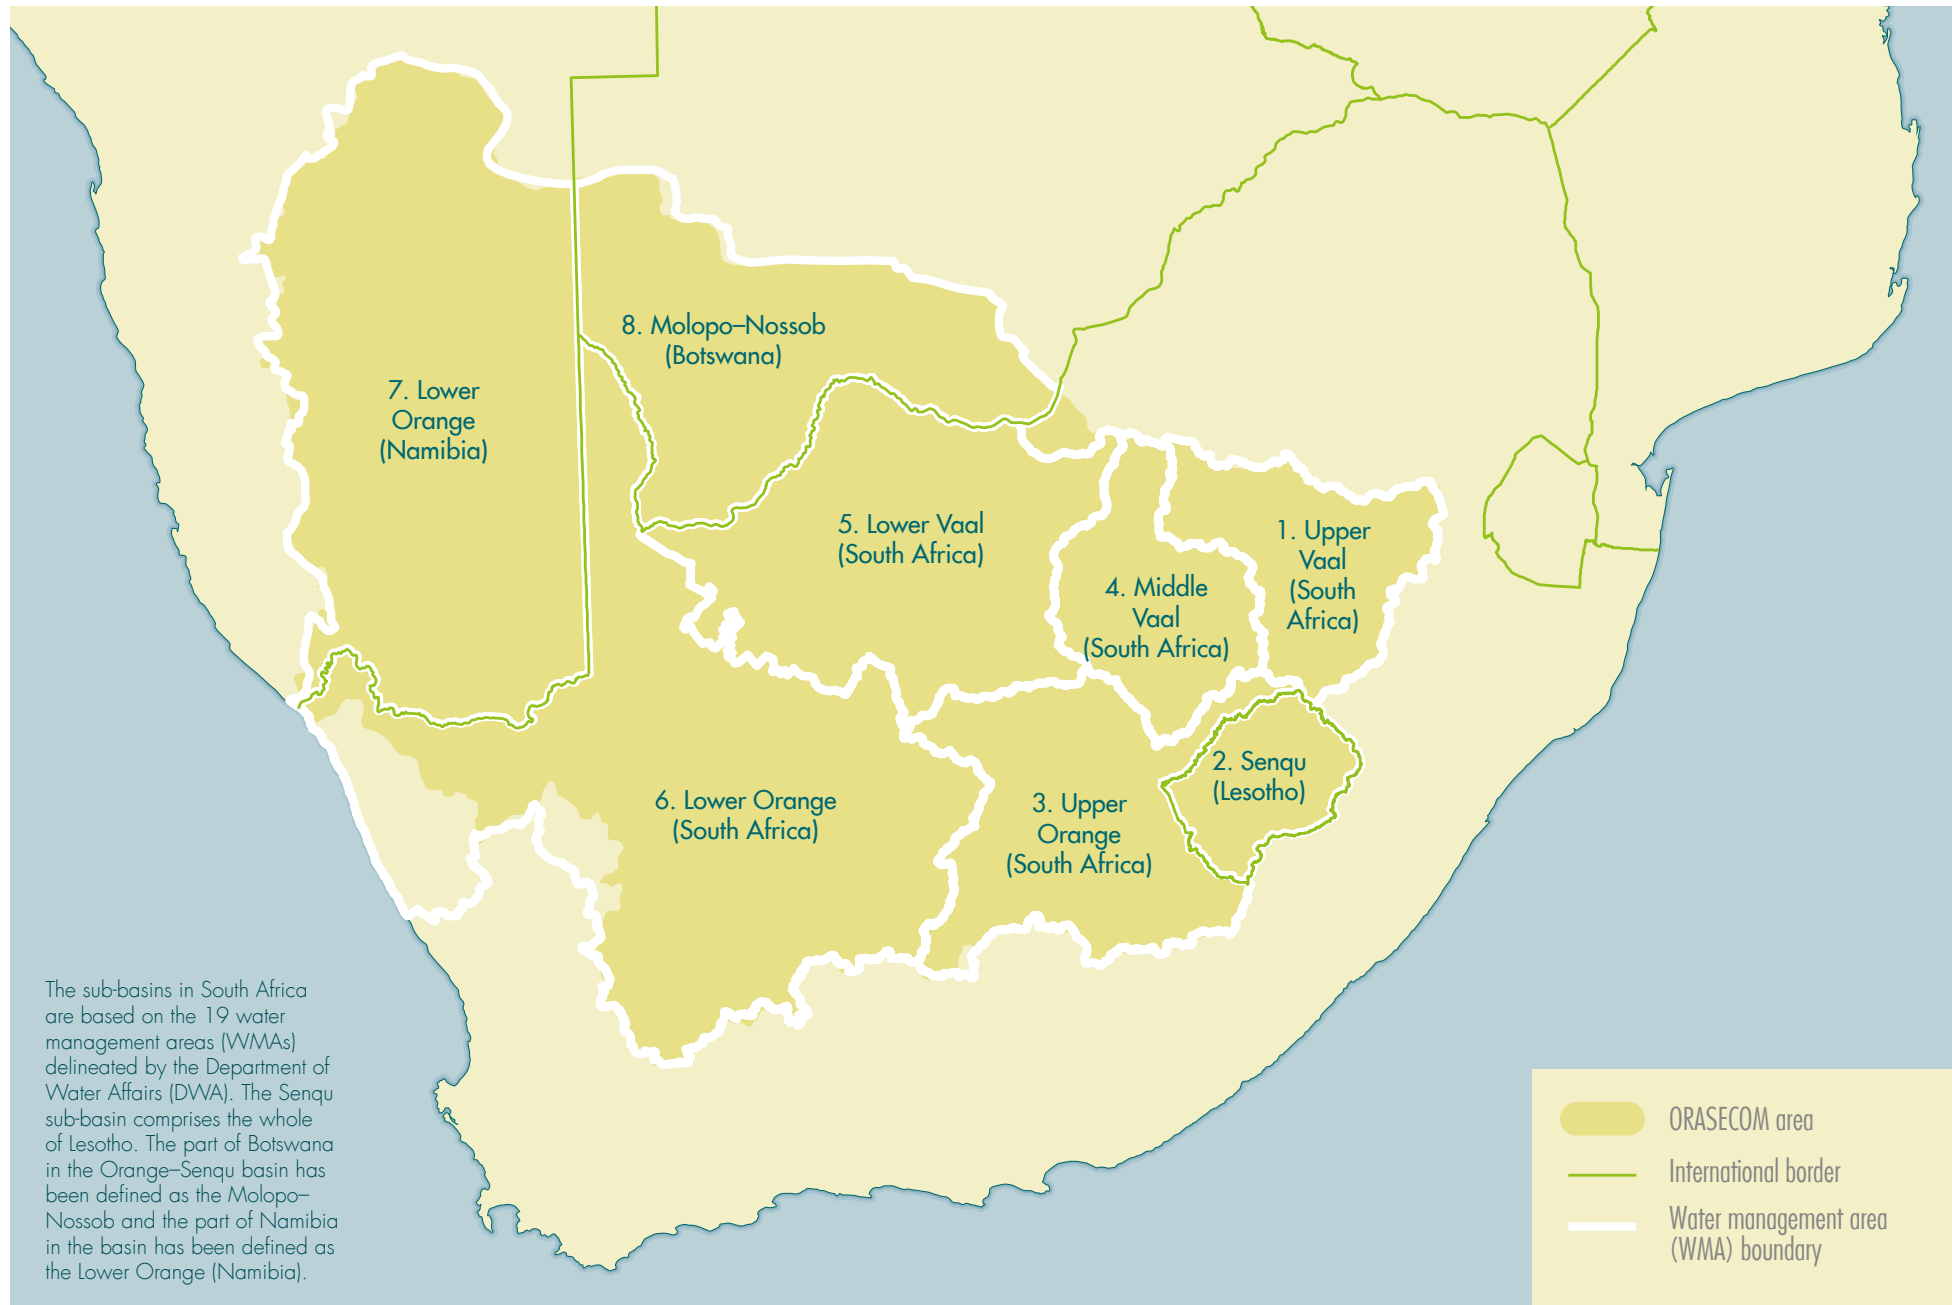 8. Molopo–Nossob
(Botswana)
7. Lower
Orange
(Namibia)
5. Lower Vaal
(South Africa)
1. Upper
Vaal
(South
Africa)
4. Middle
Vaal
(South Africa)
2. Senqu
(Lesotho)
6. Lower Orange
(South Africa)
3. Upper
Orange
(South Africa)
The sub-basins in South Africa
are based on the 19 water
management areas (WMAs)
delineated by the Department of
Water Affairs (DWA). The Senqu
sub-basin comprises the whole
of Lesotho. The part of Botswana
in the Orange–Senqu basin has
been defined as the Molopo–
Nossob and the part of Namibia
in the basin has been defined as
the Lower Orange (Namibia).
ORASECOM area
International border
Water management area
(WMA) boundary